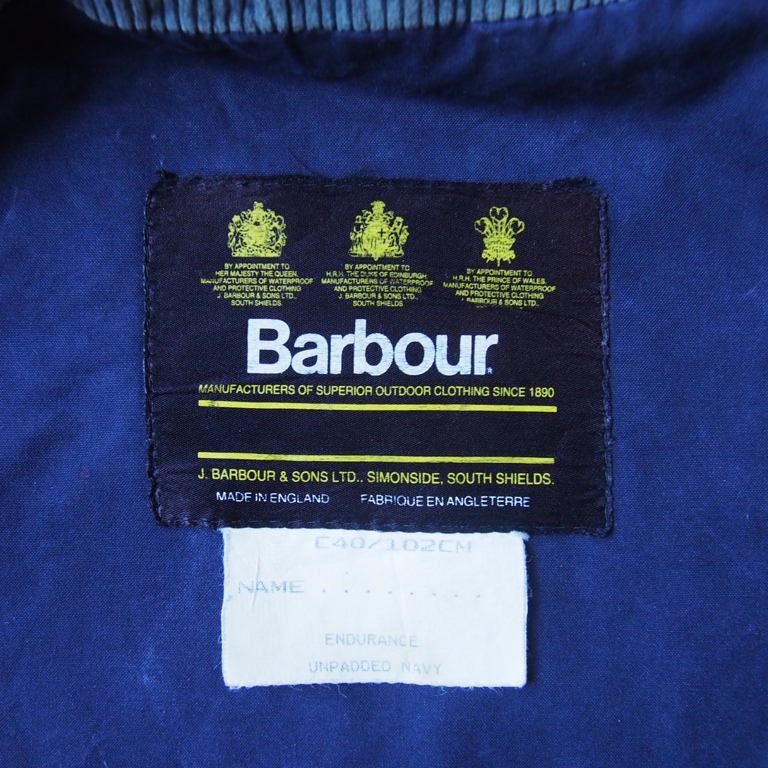 BY APPOINTMENT TO
HER MAJESTY THE QUEEN.
MANUFACTURERS OF WATERPROOF
AND PROTECTIVE CLOTHING
J. BARBOUR & SONS LTD.,
SOUTH SHIELDS.
BY APPOINTMENT TO
H.R.H. THE DUKE OF EDINBURGH.
MANUFACTURERS OF WATERPROOF
AND PROTECTIVE CLOTHING
J. BARBOUR & SONS LTD.,
SOUTH SHIELDS.
BY APPOINTMENT TO
H.R.H. THE PRINCE OF WALES.
MANUFACTURERS OF WATERPROOF
AND PROTECTIVE CLOTHING
J. BARBOUR & SONS LTD.,
SOUTH SHIELDS.
Barbour
MANUFACTURERS OF SUPERIOR OUTDOOR CLOTHING SINCE 1890
J. BARBOUR & SONS LTD., SIMONSIDE, SOUTH SHIELDS.
MADE IN ENGLAND FABRIQUE EN ANGLETERRE
C40/102CM
NAME ........
ENDURANCE
UNPADDED NAVY